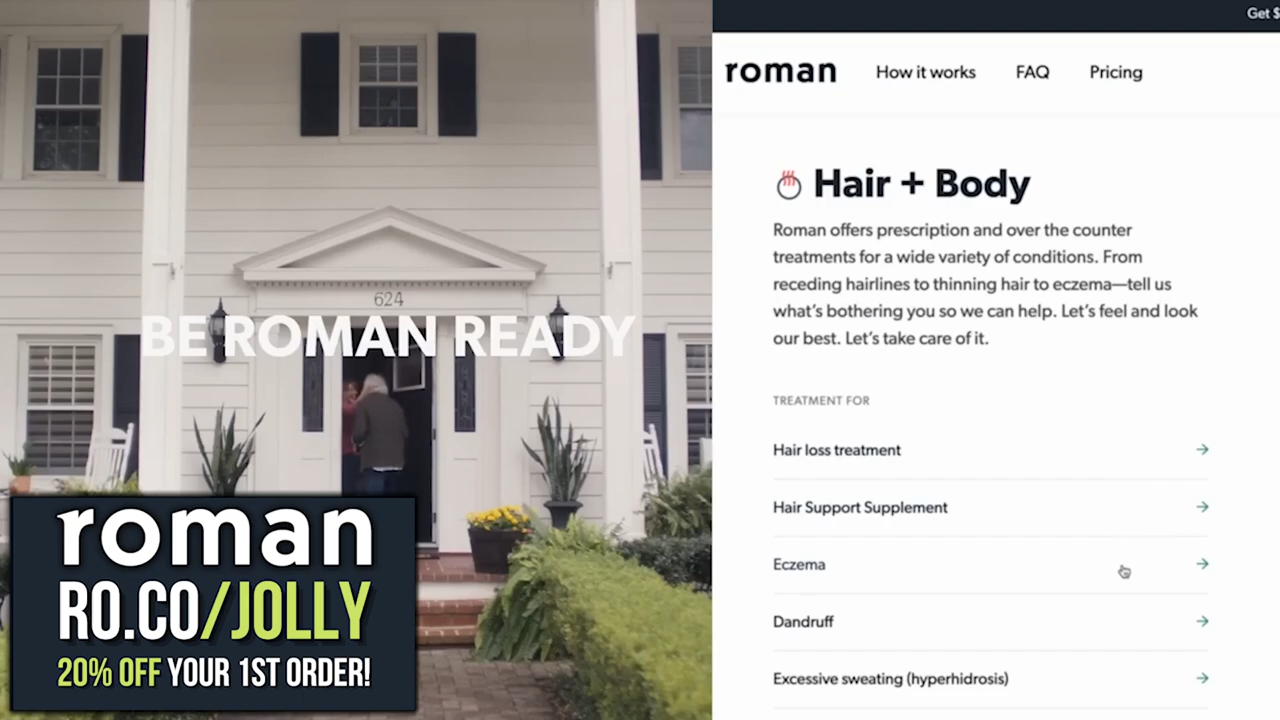 624
BE ROMAN READY
roman
RO.CO/JOLLY
20% OFF YOUR 1ST ORDER!
Get $
roman
How it works
FAQ
Pricing
Hair + Body
Roman offers prescription and over the counter
treatments for a wide variety of conditions. From
receding hairlines to thinning hair to eczema—tell us
what's bothering you so we can help. Let's feel and look
our best. Let's take care of it.
TREATMENT FOR
Hair loss treatment
Hair Support Supplement
Eczema
Dandruff
Excessive sweating (hyperhidrosis)